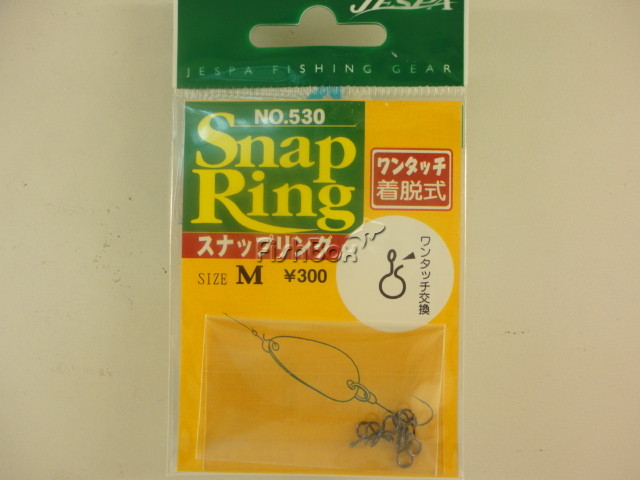 JESPA
JESPA FISHING GEAR
NO.530
Snap
Ring
ワンタッチ
着脱式
スナップリング
FishBook
SIZE M ¥300
ワンタッチ交換